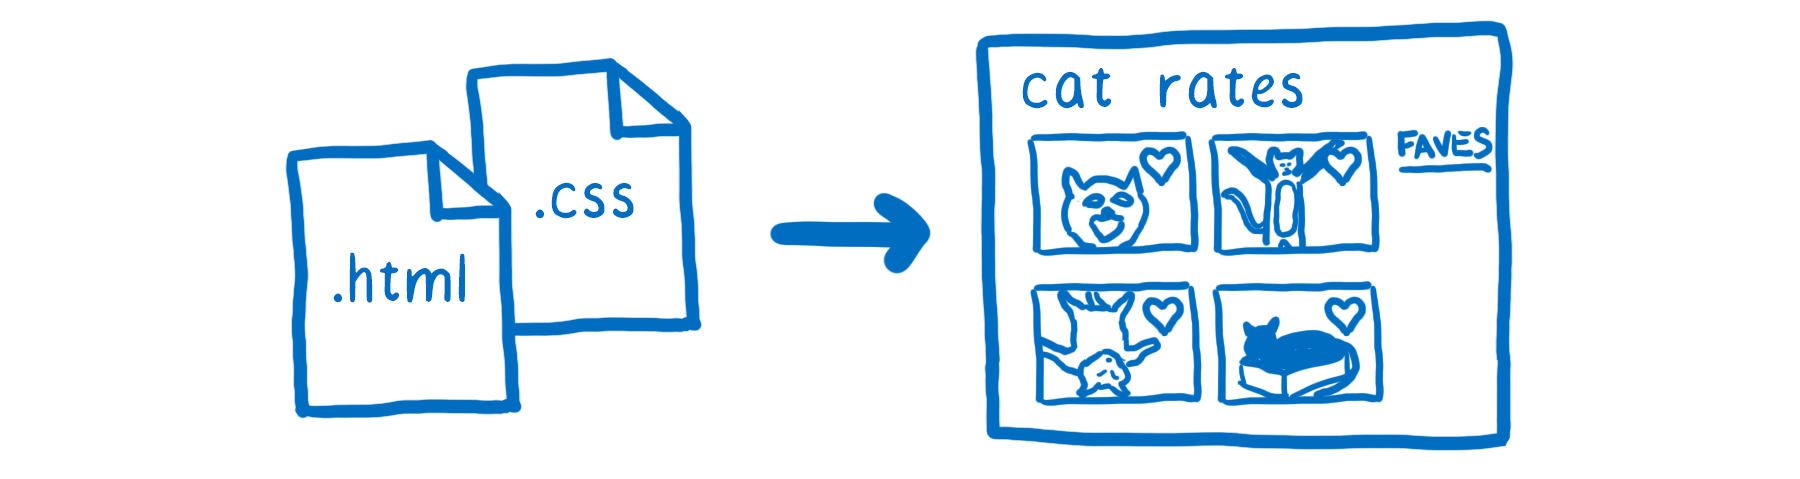 .html
.css
cat rates
FAVES